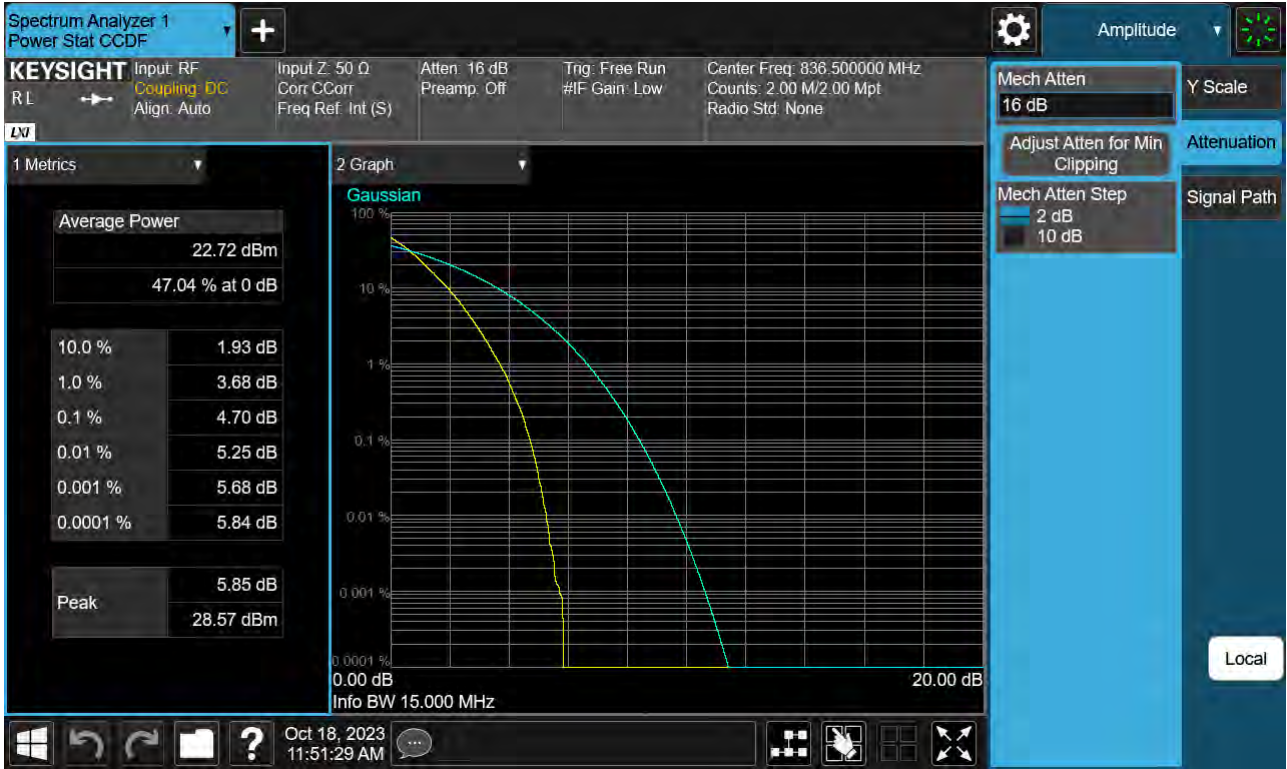 Spectrum Analyzer 1
Power Stat CCDF
+
Amplitude
KEYSIGHT
RL
LXI
Input: RF
Coupling: DC
Align: Auto
Input Z: 50 Ω
Corr CCorr
Freq Ref: Int (S)
Atten: 16 dB
Preamp: Off
Trig: Free Run
#IF Gain: Low
Center Freq: 836.500000 MHz
Counts: 2.00 M/2.00 Mpt
Radio Std: None
Mech Atten
16 dB
Adjust Atten for Min
Clipping
Mech Atten Step
2 dB
10 dB
Y Scale
Attenuation
Signal Path
Local
1 Metrics
Average Power
22.72 dBm
47.04 % at 0 dB
10.0 % 1.93 dB
1.0 % 3.68 dB
0.1 % 4.70 dB
0.01 % 5.25 dB
0.001 % 5.68 dB
0.0001 % 5.84 dB
Peak 5.85 dB
28.57 dBm
2 Graph
Gaussian
100 %
10 %
1 %
0.1 %
0.01 %
0.001 %
0.0001 %
0.00 dB 20.00 dB
Info BW 15.000 MHz
?
Oct 18, 2023
11:51:29 AM